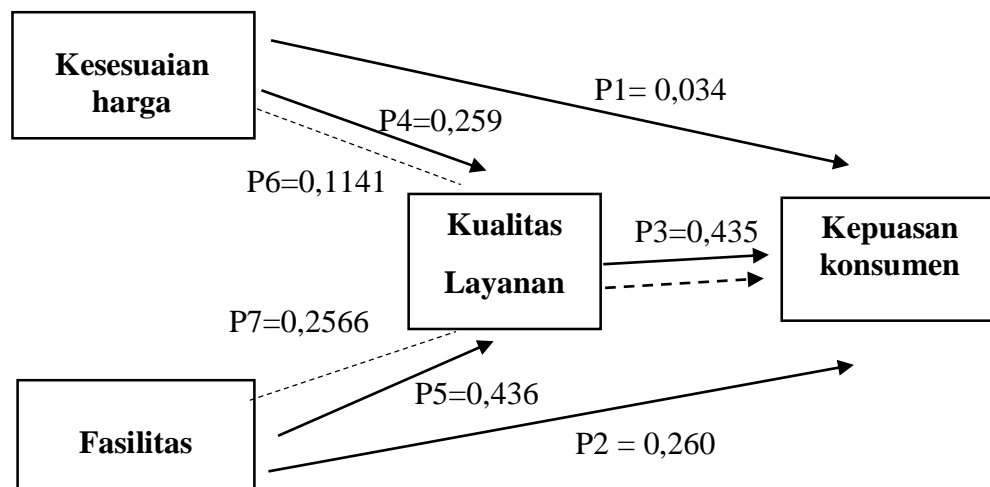 Kesesuaian
harga
P1= 0,034
P4=0,259
P6=0,1141
Kualitas
Layanan
P3=0,435
Kepuasan
konsumen
P7=0,2566
P5=0,436
Fasilitas
P2 = 0,260